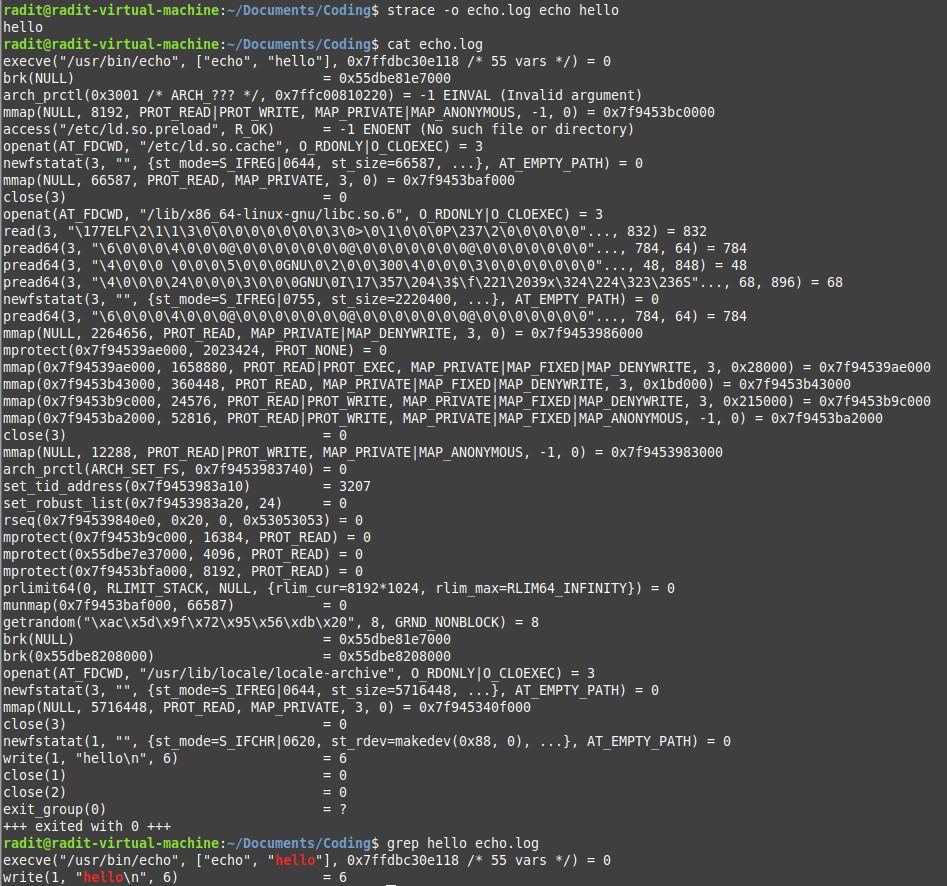 radit@radit-virtual-machine:~/Documents/Coding$ strace -o echo.log echo hello
hello
radit@radit-virtual-machine:~/Documents/Coding$ cat echo.log
execve("/usr/bin/echo", ["echo", "hello"], 0x7ffdbc30e118 /* 55 vars */) = 0
brk(NULL)                               = 0x55dbe81e7000
arch_prctl(0x3001 /* ARCH_??? */, 0x7ffc00810220) = -1 EINVAL (Invalid argument)
mmap(NULL, 8192, PROT_READ|PROT_WRITE, MAP_PRIVATE|MAP_ANONYMOUS, -1, 0) = 0x7f9453bc0000
access("/etc/ld.so.preload", R_OK)      = -1 ENOENT (No such file or directory)
openat(AT_FDCWD, "/etc/ld.so.cache", O_RDONLY|O_CLOEXEC) = 3
newfstatat(3, "", {st_mode=S_IFREG|0644, st_size=66587, ...}, AT_EMPTY_PATH) = 0
mmap(NULL, 66587, PROT_READ, MAP_PRIVATE, 3, 0) = 0x7f9453baf000
close(3)                                = 0
openat(AT_FDCWD, "/lib/x86_64-linux-gnu/libc.so.6", O_RDONLY|O_CLOEXEC) = 3
read(3, "\177ELF\2\1\1\3\0\0\0\0\0\0\0\0\3\0>\0\1\0\0\0P\237\2\0\0\0\0\0"..., 832) = 832
pread64(3, "\6\0\0\0\4\0\0\0@\0\0\0\0\0\0\0@\0\0\0\0\0\0\0@\0\0\0\0\0\0\0"..., 784, 64) = 784
pread64(3, "\4\0\0\0 \0\0\0\5\0\0\0GNU\0\2\0\0\300\4\0\0\0\3\0\0\0\0\0\0\0"..., 48, 848) = 48
pread64(3, "\4\0\0\0\24\0\0\0\3\0\0\0GNU\0I\17\357\204\3$\f\221\2039x\324\224\323\236S"..., 68, 896) = 68
newfstatat(3, "", {st_mode=S_IFREG|0755, st_size=2220400, ...}, AT_EMPTY_PATH) = 0
pread64(3, "\6\0\0\0\4\0\0\0@\0\0\0\0\0\0\0@\0\0\0\0\0\0\0@\0\0\0\0\0\0\0"..., 784, 64) = 784
mmap(NULL, 2264656, PROT_READ, MAP_PRIVATE|MAP_DENYWRITE, 3, 0) = 0x7f9453986000
mprotect(0x7f94539ae000, 2023424, PROT_NONE) = 0
mmap(0x7f94539ae000, 1658880, PROT_READ|PROT_EXEC, MAP_PRIVATE|MAP_FIXED|MAP_DENYWRITE, 3, 0x28000) = 0x7f94539ae000
mmap(0x7f9453b43000, 360448, PROT_READ, MAP_PRIVATE|MAP_FIXED|MAP_DENYWRITE, 3, 0x1bd000) = 0x7f9453b43000
mmap(0x7f9453b9c000, 24576, PROT_READ|PROT_WRITE, MAP_PRIVATE|MAP_FIXED|MAP_DENYWRITE, 3, 0x215000) = 0x7f9453b9c000
mmap(0x7f9453ba2000, 52816, PROT_READ|PROT_WRITE, MAP_PRIVATE|MAP_FIXED|MAP_ANONYMOUS, -1, 0) = 0x7f9453ba2000
close(3)                                = 0
mmap(NULL, 12288, PROT_READ|PROT_WRITE, MAP_PRIVATE|MAP_ANONYMOUS, -1, 0) = 0x7f9453983000
arch_prctl(ARCH_SET_FS, 0x7f9453983740) = 0
set_tid_address(0x7f9453983a10)         = 3207
set_robust_list(0x7f9453983a20, 24)     = 0
rseq(0x7f94539840e0, 0x20, 0, 0x53053053) = 0
mprotect(0x7f9453b9c000, 16384, PROT_READ) = 0
mprotect(0x55dbe7e37000, 4096, PROT_READ) = 0
mprotect(0x7f9453bfa000, 8192, PROT_READ) = 0
prlimit64(0, RLIMIT_STACK, NULL, {rlim_cur=8192*1024, rlim_max=RLIM64_INFINITY}) = 0
munmap(0x7f9453baf000, 66587)           = 0
getrandom("\xac\x5d\x9f\x72\x95\x56\xdb\x20", 8, GRND_NONBLOCK) = 8
brk(NULL)                               = 0x55dbe81e7000
brk(0x55dbe8208000)                     = 0x55dbe8208000
openat(AT_FDCWD, "/usr/lib/locale/locale-archive", O_RDONLY|O_CLOEXEC) = 3
newfstatat(3, "", {st_mode=S_IFREG|0644, st_size=5716448, ...}, AT_EMPTY_PATH) = 0
mmap(NULL, 5716448, PROT_READ, MAP_PRIVATE, 3, 0) = 0x7f945340f000
close(3)                                = 0
newfstatat(1, "", {st_mode=S_IFCHR|0620, st_rdev=makedev(0x88, 0), ...}, AT_EMPTY_PATH) = 0
write(1, "hello\n", 6)                  = 6
close(1)                                = 0
close(2)                                = 0
exit_group(0)                           = ?
+++ exited with 0 +++
radit@radit-virtual-machine:~/Documents/Coding$ grep hello echo.log
execve("/usr/bin/echo", ["echo", "hello"], 0x7ffdbc30e118 /* 55 vars */) = 0
write(1, "hello\n", 6)                  = 6